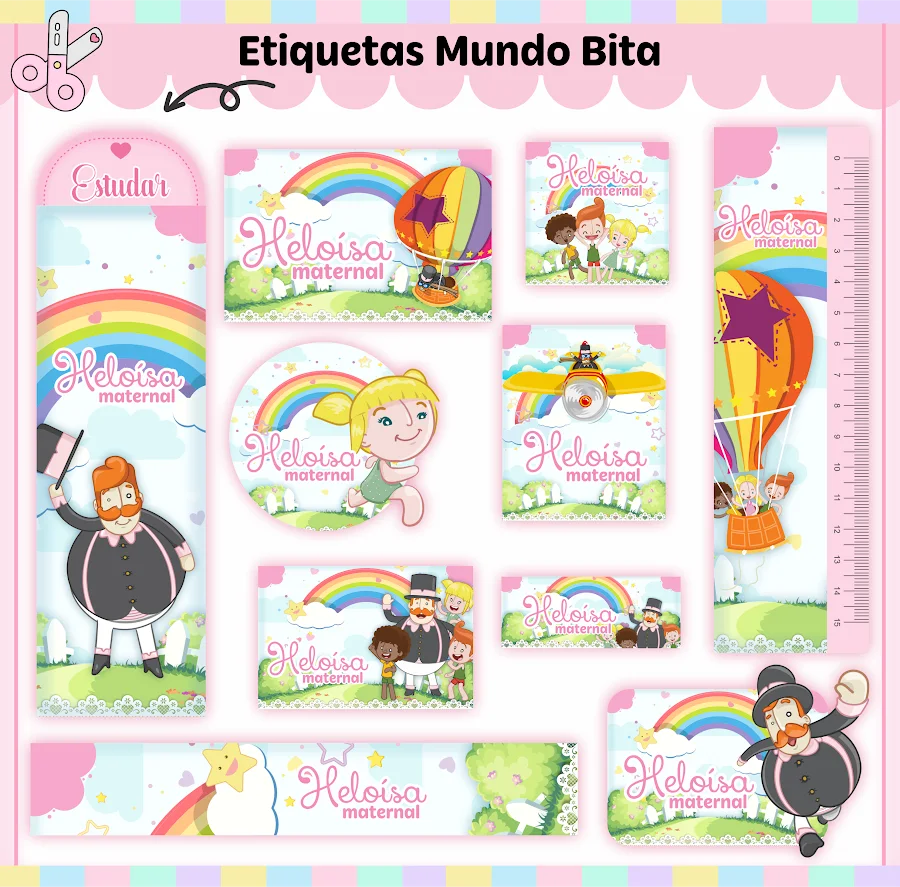 Etiquetas Mundo Bita
Estudar
Heloísa
maternal
Heloísa
maternal
Heloísa
maternal
Heloísa
maternal
0
1
2
3
4
5
6
7
8
9
10
11
12
13
14
15
Heloísa
maternal
Heloísa
maternal
Heloísa
maternal
Heloísa
maternal
Heloísa
maternal
Heloísa
maternal